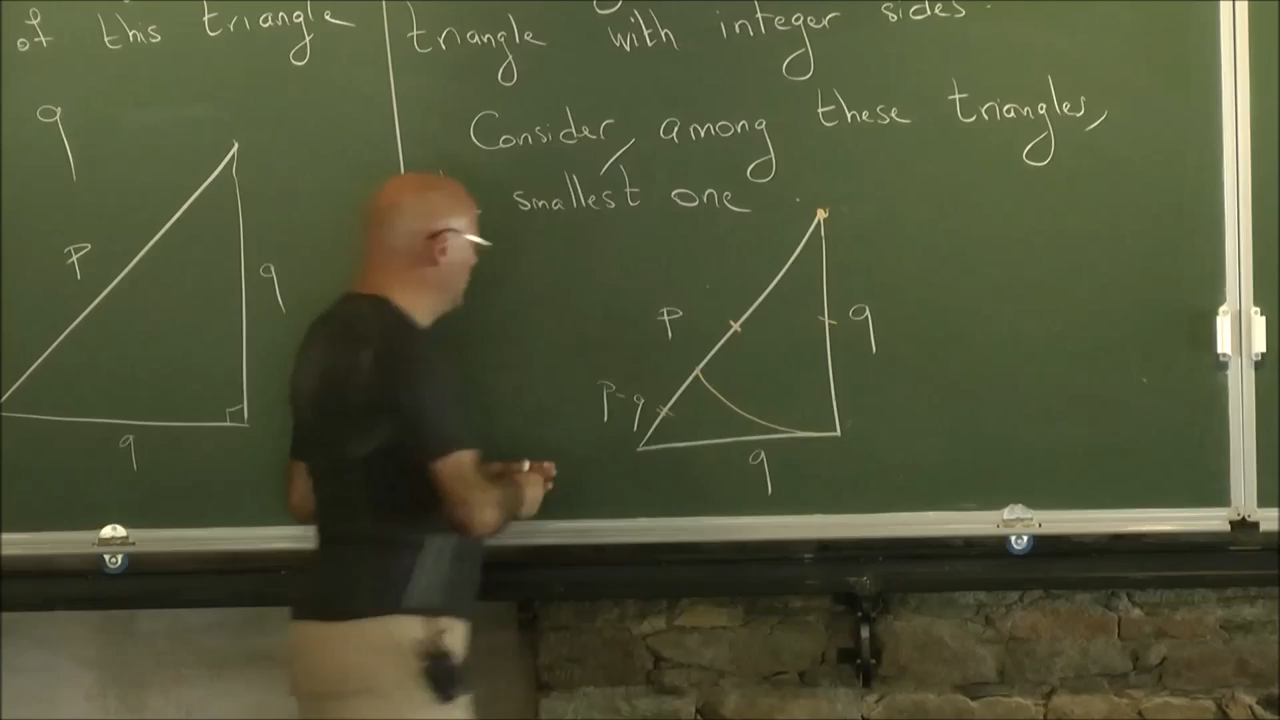 of this triangle
q
P
q
q
triangle with integer sides.
Consider, among these triangles,
smallest one
P
q
P-q
q